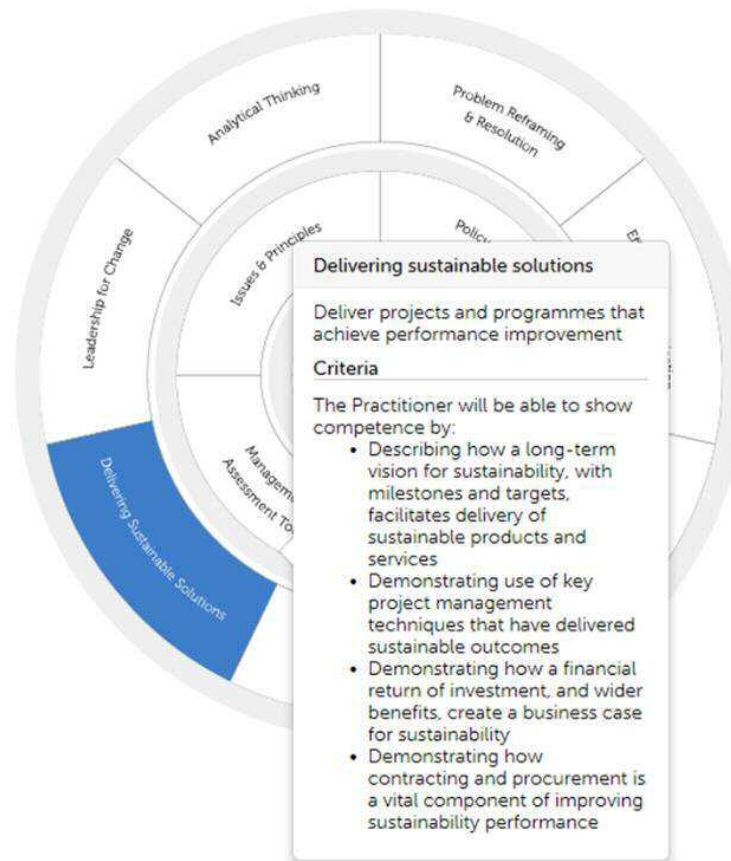 Analytical Thinking
Problem Reframing
& Resolution
Leadership for Change
Issues & Principles
Policy
Delivering Sustainable Solutions
Delivering sustainable solutions
Deliver projects and programmes that
achieve performance improvement
Criteria
The Practitioner will be able to show
competence by:
• Describing how a long-term
vision for sustainability, with
milestones and targets,
facilitates delivery of
sustainable products and
services
• Demonstrating use of key
project management
techniques that have delivered
sustainable outcomes
• Demonstrating how a financial
return of investment, and wider
benefits, create a business case
for sustainability
• Demonstrating how
contracting and procurement is
a vital component of improving
sustainability performance